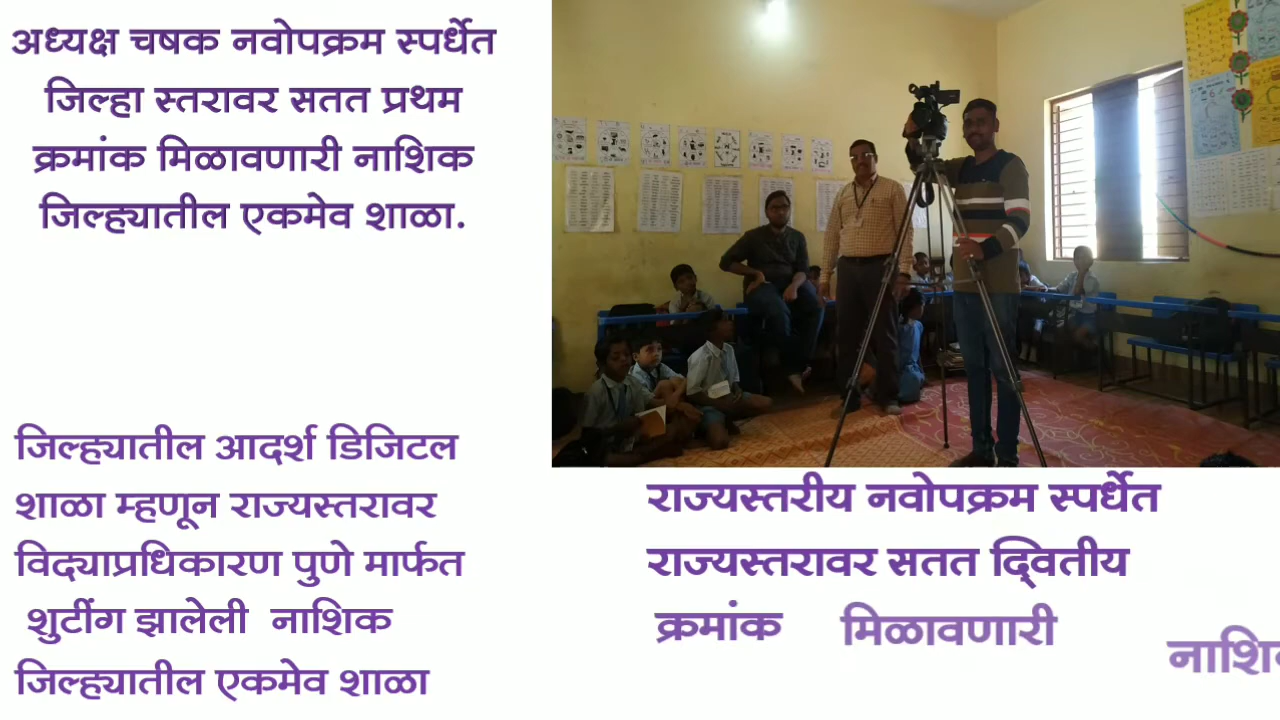 अध्यक्ष चषक नवोपक्रम स्पर्धेत
जिल्हा स्तरावर सतत प्रथम
क्रमांक मिळावणारी नाशिक
जिल्ह्यातील एकमेव शाळा.
जिल्ह्यातील आदर्श डिजिटल
शाळा म्हणून राज्यस्तरावर
विद्याप्रधिकारण पुणे मार्फत
शुटींग झालेली नाशिक
जिल्ह्यातील एकमेव शाळा
राज्यस्तरीय नवोपक्रम स्पर्धेत
राज्यस्तरावर सतत द्वितीय
क्रमांक मिळावणारी